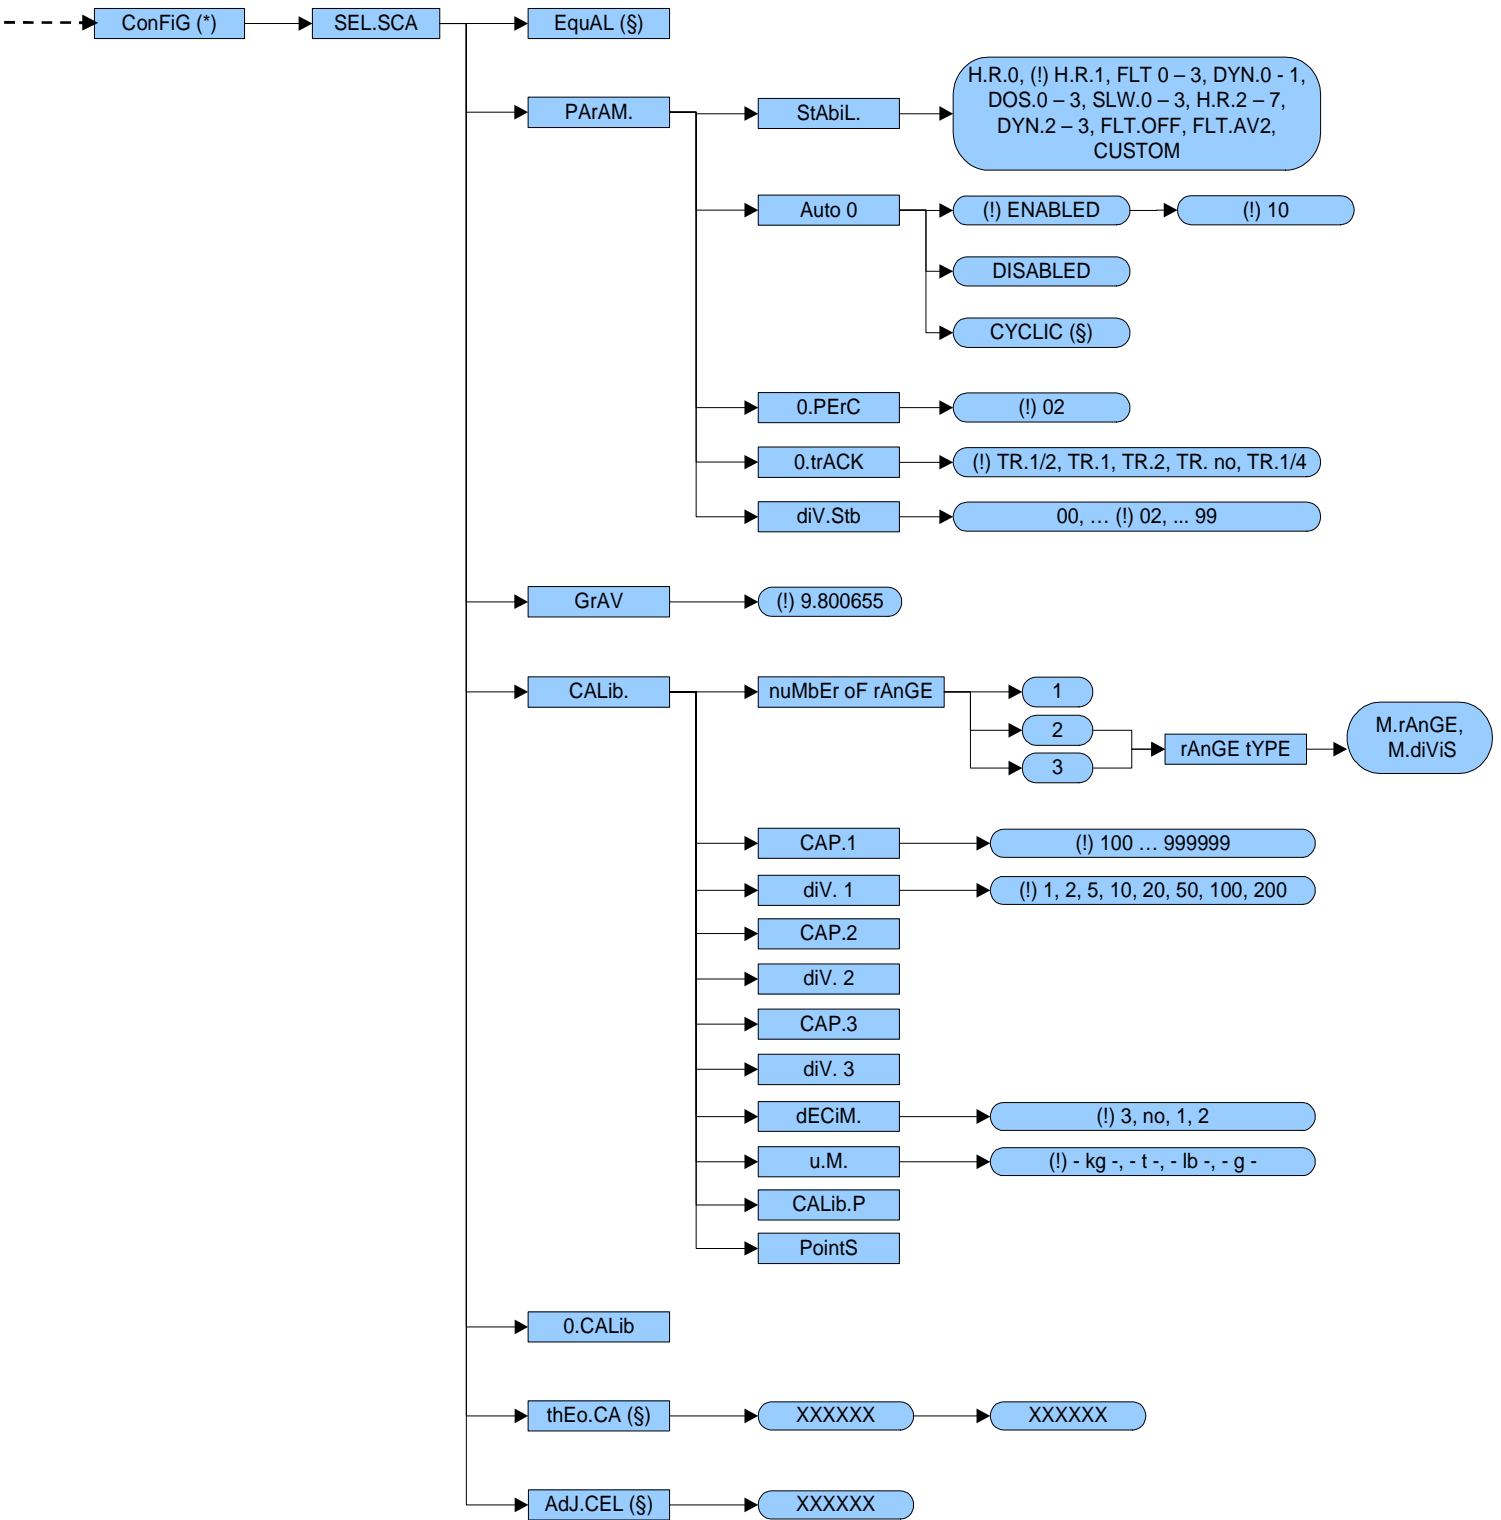 ConFiG (*)
SEL.SCA
EquAL (§)
PArAM.
StAbiL.
H.R.0, (!) H.R.1, FLT 0 – 3, DYN.0 - 1,
DOS.0 – 3, SLW.0 – 3, H.R.2 – 7,
DYN.2 – 3, FLT.OFF, FLT.AV2,
CUSTOM
Auto 0
(!) ENABLED
(!) 10
DISABLED
CYCLIC (§)
0.PErC
(!) 02
0.trACK
(!) TR.1/2, TR.1, TR.2, TR. no, TR.1/4
diV.Stb
00, … (!) 02, ... 99
GrAV
(!) 9.800655
CALib.
nuMbEr oF rAnGE
1
2
3
rAnGE tYPE
M.rAnGE,
M.diViS
CAP.1
(!) 100 … 999999
diV. 1
(!) 1, 2, 5, 10, 20, 50, 100, 200
CAP.2
diV. 2
CAP.3
diV. 3
dECiM.
(!) 3, no, 1, 2
u.M.
(!) - kg -, - t -, - lb -, - g -
CALib.P
PointS
0.CALib
thEo.CA (§)
XXXXXX
XXXXXX
AdJ.CEL (§)
XXXXXX